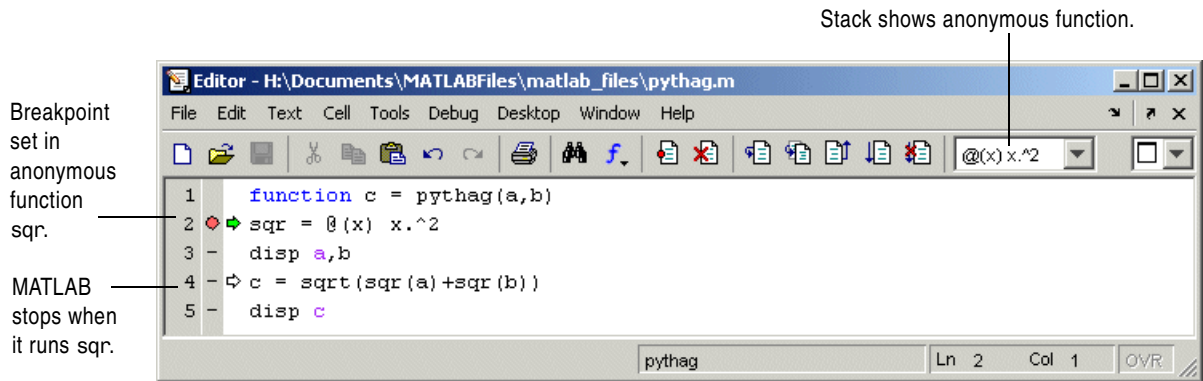 Stack shows anonymous function.
Editor - H:\Documents\MATLABFiles\matlab_files\pythag.m
File Edit Text Cell Tools Debug Desktop Window Help
@(x) x.^2
Breakpoint
set in
anonymous
function
sqr.
MATLAB
stops when
it runs sqr.
1 function c = pythag(a,b)
2 sqr = @(x) x.^2
3 - disp a,b
4 - c = sqrt(sqr(a)+sqr(b))
5 - disp c
pythag Ln 2 Col 1 OVR